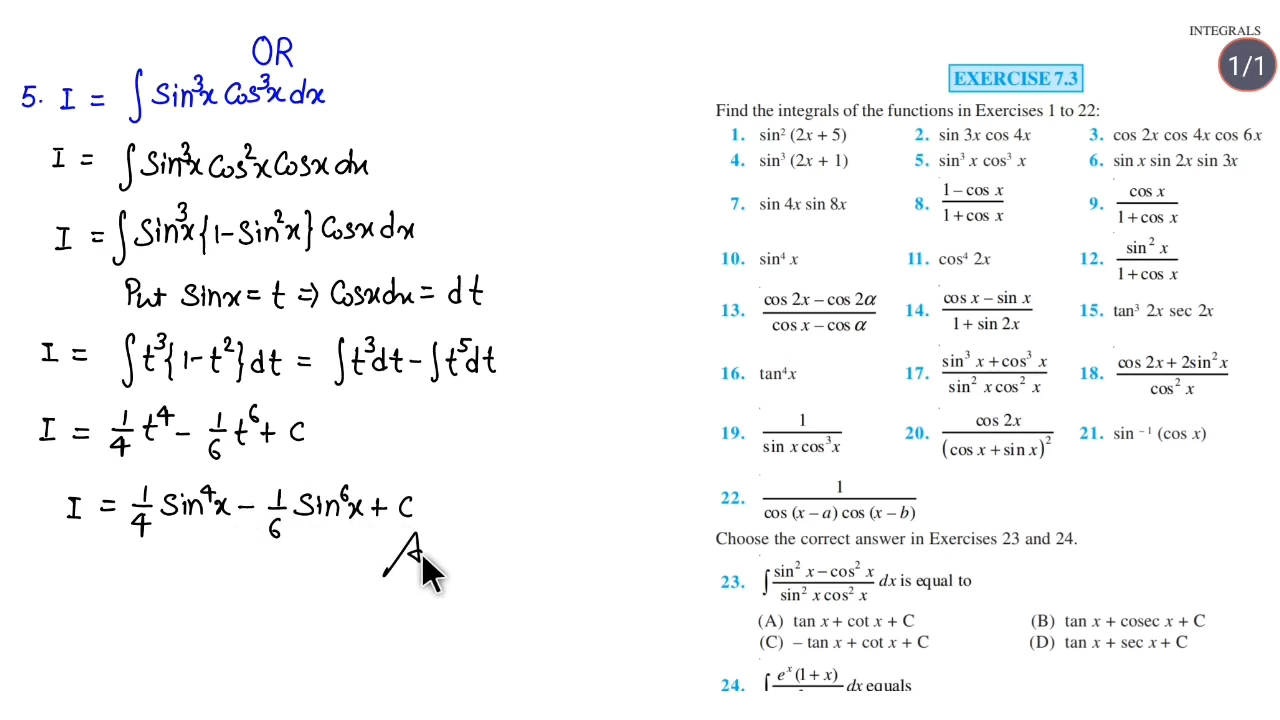 OR
5. I = ∫ Sin³x Cos³x dx
I = ∫ Sin³x Cos²x Cosx dx
I = ∫ Sin³x {1 - Sin²x} Cosx dx
Put Sinx = t ⇒ Cosx dx = dt
I = ∫ t³ {1 - t²} dt = ∫ t³ dt - ∫ t⁵ dt
I = 1/4 t⁴ - 1/6 t⁶ + C
I = 1/4 Sin⁴x - 1/6 Sin⁶x + C
A
INTEGRALS
1/1
EXERCISE 7.3
Find the integrals of the functions in Exercises 1 to 22:
1. sin² (2x + 5) 2. sin 3x cos 4x 3. cos 2x cos 4x cos 6x
4. sin³ (2x + 1) 5. sin³ x cos³ x 6. sin x sin 2x sin 3x
7. sin 4x sin 8x 8. (1 – cos x)/(1 + cos x) 9. cos x/(1 + cos x)
10. sin⁴ x 11. cos⁴ 2x 12. sin² x/(1 + cos x)
13. (cos 2x – cos 2α)/(cos x – cos α) 14. (cos x – sin x)/(1 + sin 2x) 15. tan³ 2x sec 2x
16. tan⁴x 17. (sin³ x + cos³ x)/(sin² x cos² x) 18. (cos 2x + 2sin² x)/(cos² x)
19. 1/(sin x cos³x) 20. cos 2x/(cos x + sin x)² 21. sin ⁻¹ (cos x)
22. 1/(cos (x – a) cos (x – b))
Choose the correct answer in Exercises 23 and 24.
23. ∫ (sin² x – cos² x)/(sin² x cos² x) dx is equal to
(A) tan x + cot x + C (B) tan x + cosec x + C
(C) – tan x + cot x + C (D) tan x + sec x + C
24. ∫ eˣ (1 + x) dx equals